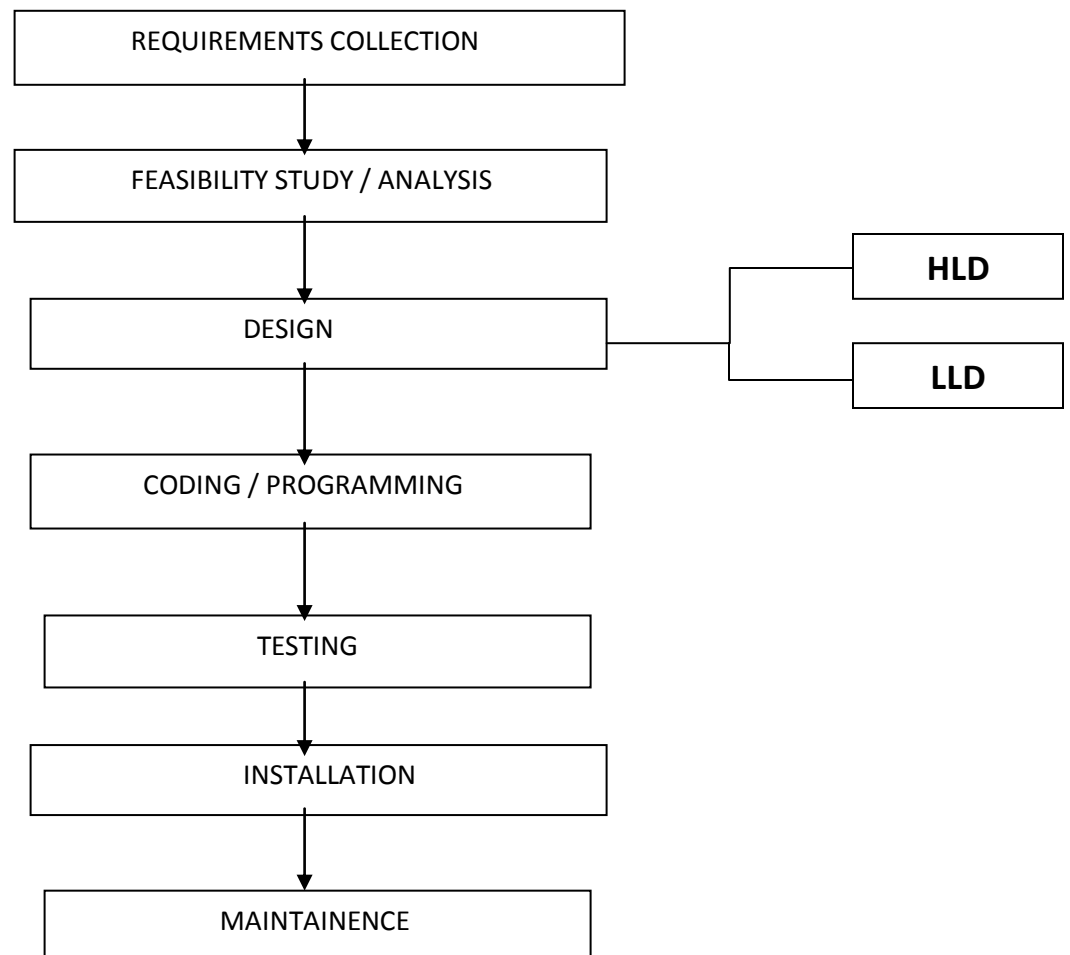 REQUIREMENTS COLLECTION
FEASIBILITY STUDY / ANALYSIS
HLD
DESIGN
LLD
CODING / PROGRAMMING
TESTING
INSTALLATION
MAINTAINENCE